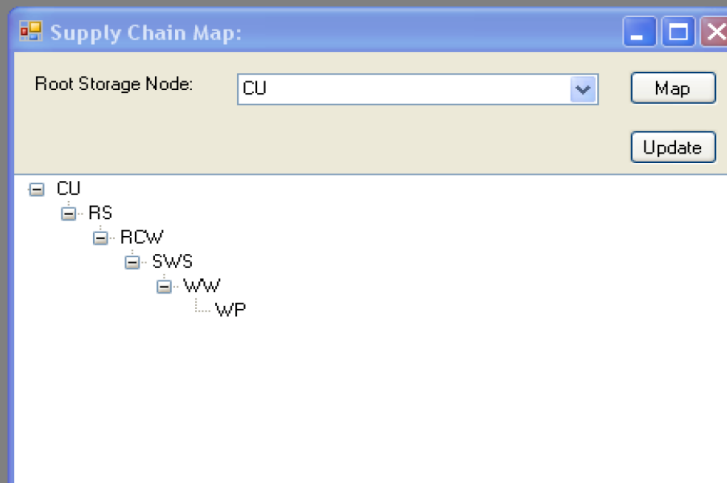 Supply Chain Map:
Root Storage Node: CU Map
Update
CU
RS
RCW
SWS
WW
WP